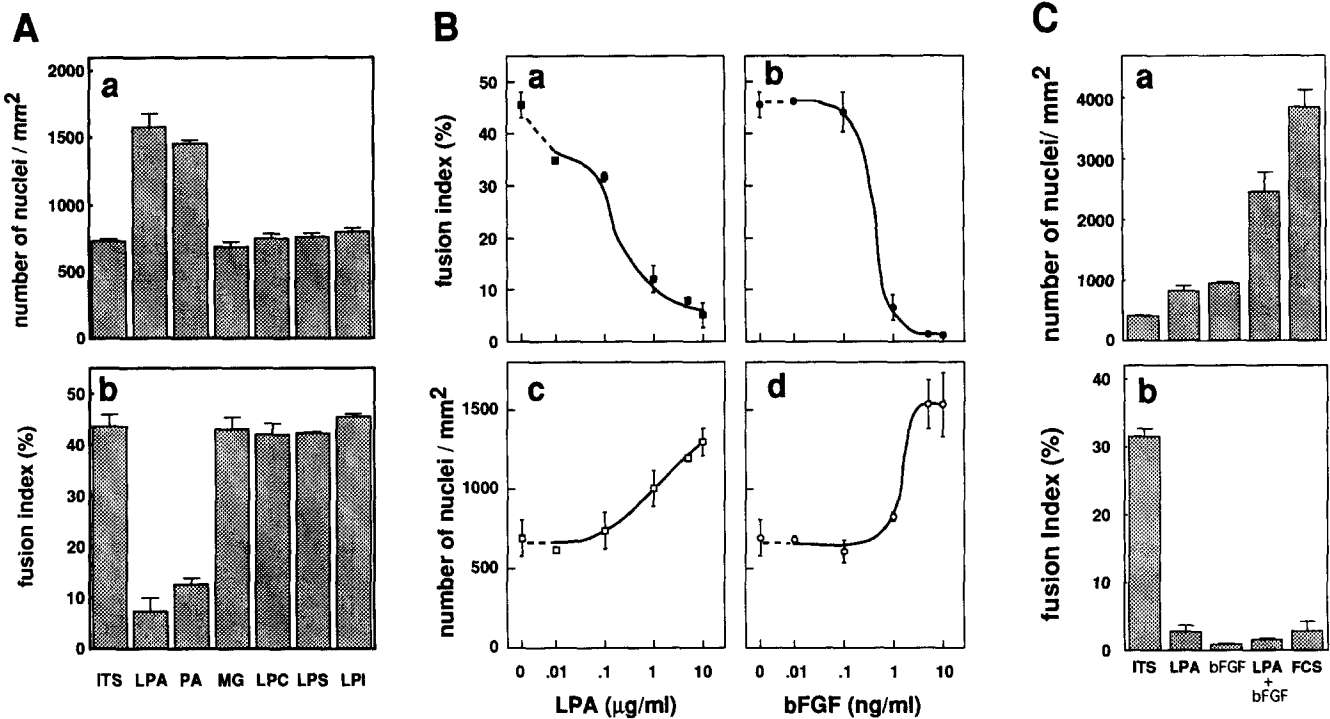 A
a
number of nuclei / mm2
2000
1500
1000
500
0
b
fusion index (%)
50
40
30
20
10
0
ITS LPA PA MG LPC LPS LPI
B
a
fusion index (%)
50
40
30
20
10
0
b
c
number of nuclei / mm2
1500
1000
500
0
0 .01 .1 1 10
LPA (μg/ml)
d
0 .01 .1 1 10
bFGF (ng/ml)
C
a
number of nuclei/ mm2
4000
3000
2000
1000
0
b
fusion Index (%)
40
30
20
10
0
ITS LPA bFGF LPA + bFGF FCS